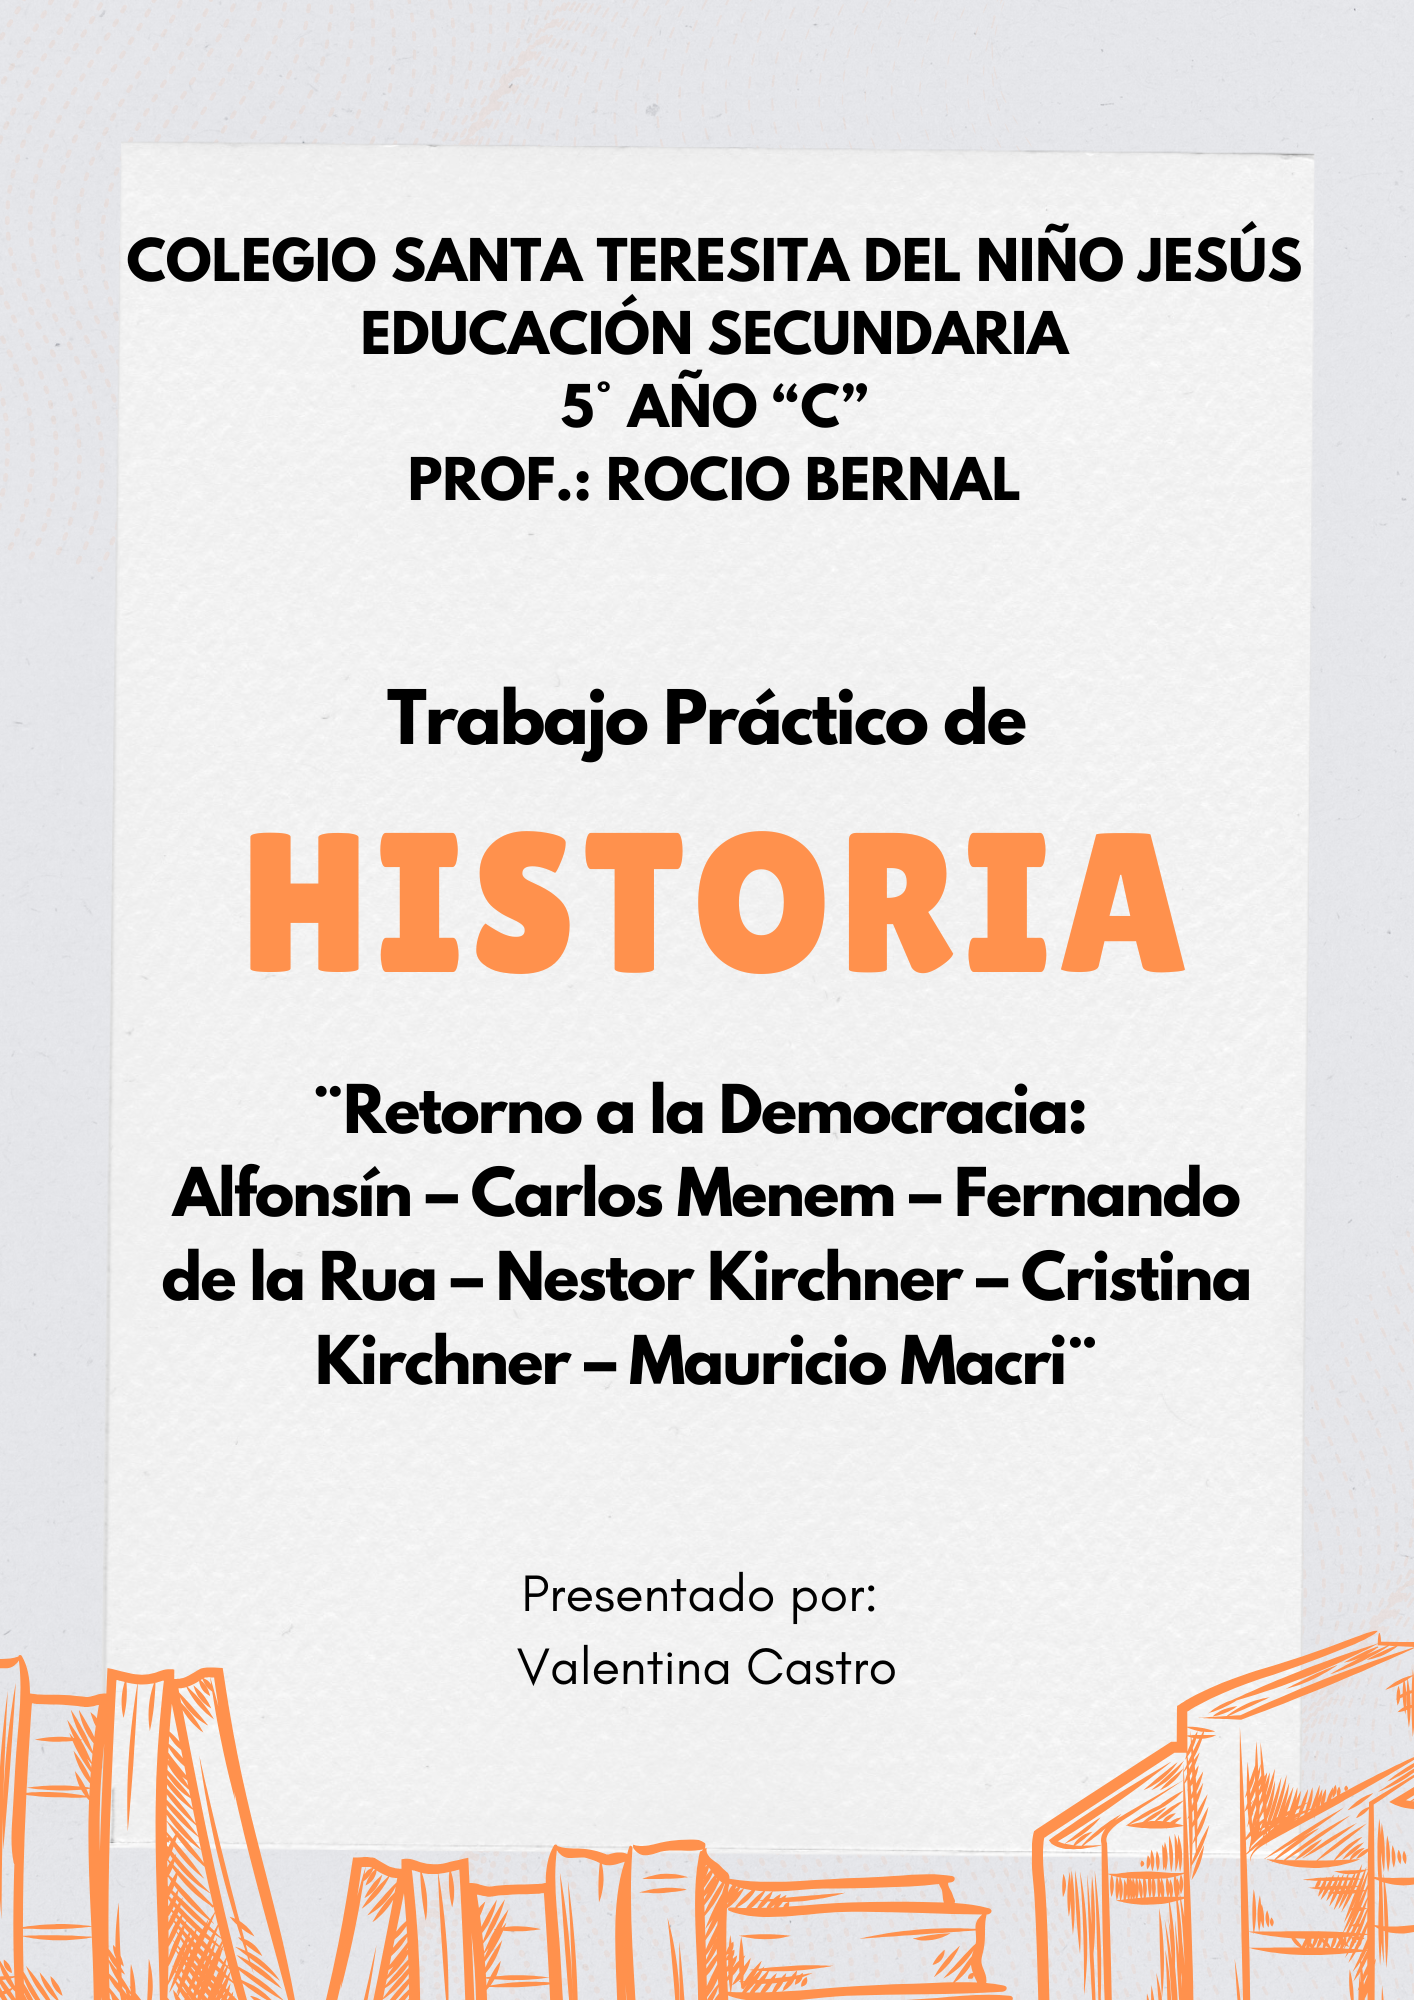 COLEGIO SANTA TERESITA DEL NIÑO JESÚS
EDUCACIÓN SECUNDARIA
5° AÑO “C”
PROF.: ROCIO BERNAL
Trabajo Práctico de
HISTORIA
¨Retorno a la Democracia:
Alfonsín – Carlos Menem – Fernando
de la Rua – Nestor Kirchner – Cristina
Kirchner – Mauricio Macri¨
Presentado por:
Valentina Castro